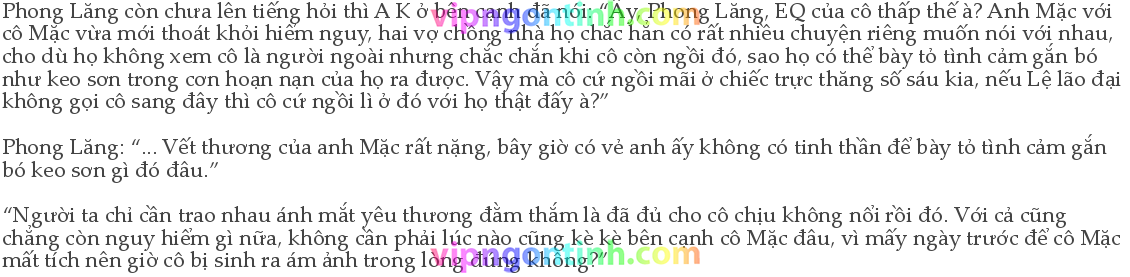 Phong Lăng còn chưa lên tiếng hỏi thì A K ở bên cạnh đã nói: “Ây, Phong Lăng, EQ của cô thấp thế à? Anh Mặc với
cô Mặc vừa mới thoát khỏi hiểm nguy, hai vợ chồng nhà họ chắc hẳn có rất nhiều chuyện riêng muốn nói với nhau,
cho dù họ không xem cô là người ngoài nhưng chắc chắn khi cô còn ngồi đó, sao họ có thể bày tỏ tình cảm gắn bó
như keo sơn trong cơn hoạn nạn của họ ra được. Vậy mà cô cứ ngồi mãi ở chiếc trực thăng số sáu kia, nếu Lệ lão đại
không gọi cô sang đây thì cô cứ ngồi lì ở đó với họ thật đấy à?”
Phong Lăng: “... Vết thương của anh Mặc rất nặng, bây giờ có vẻ anh ấy không có tinh thần để bày tỏ tình cảm gắn
bó keo sơn gì đó đâu.”
“Người ta chỉ cần trao nhau ánh mắt yêu thương đằm thắm là đã đủ cho cô chịu không nổi rồi đó. Với cả cũng
chẳng còn nguy hiểm gì nữa, không cần phải lúc nào cũng kè kè bên cạnh cô Mặc đâu, vì mấy ngày trước để cô Mặc
mất tích nên giờ cô bị sinh ra ám ảnh trong lòng đúng không?”
vipngontinh.com
vipngontinh.com